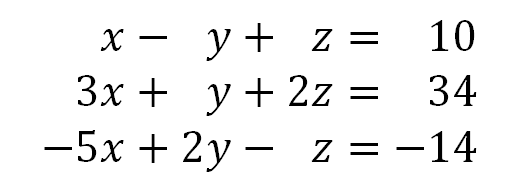 x − y + z = 10
3x + y + 2z = 34
−5x + 2y − z = −14